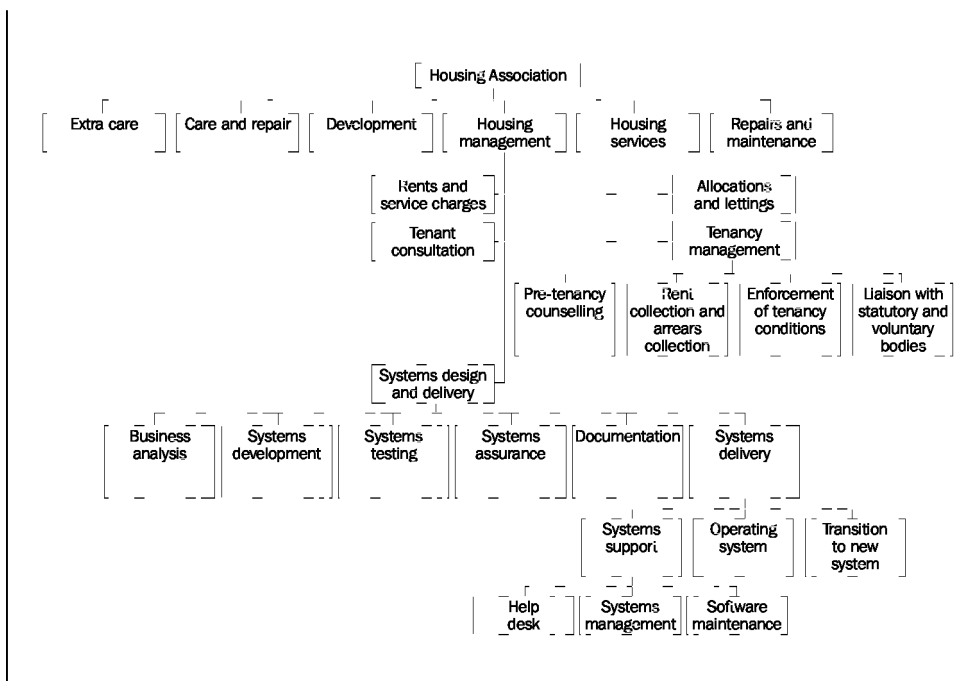 Housing Association
Extra care
Care and repair
Development
Housing
management
Housing
services
Repairs and
maintenance
Rents and
service charges
Allocations
and lettings
Tenant
consultation
Tenancy
management
Pre-tenancy
counselling
Rent
collection and
arrears
collection
Enforcement
of tenancy
conditions
Liaison with
statutory and
voluntary
bodies
Systems design
and delivery
Business
analysis
Systems
development
Systems
testing
Systems
assurance
Documentation
Systems
delivery
Systems
support
Operating
system
Transition
to new
system
Help
desk
Systems
management
Software
maintenance